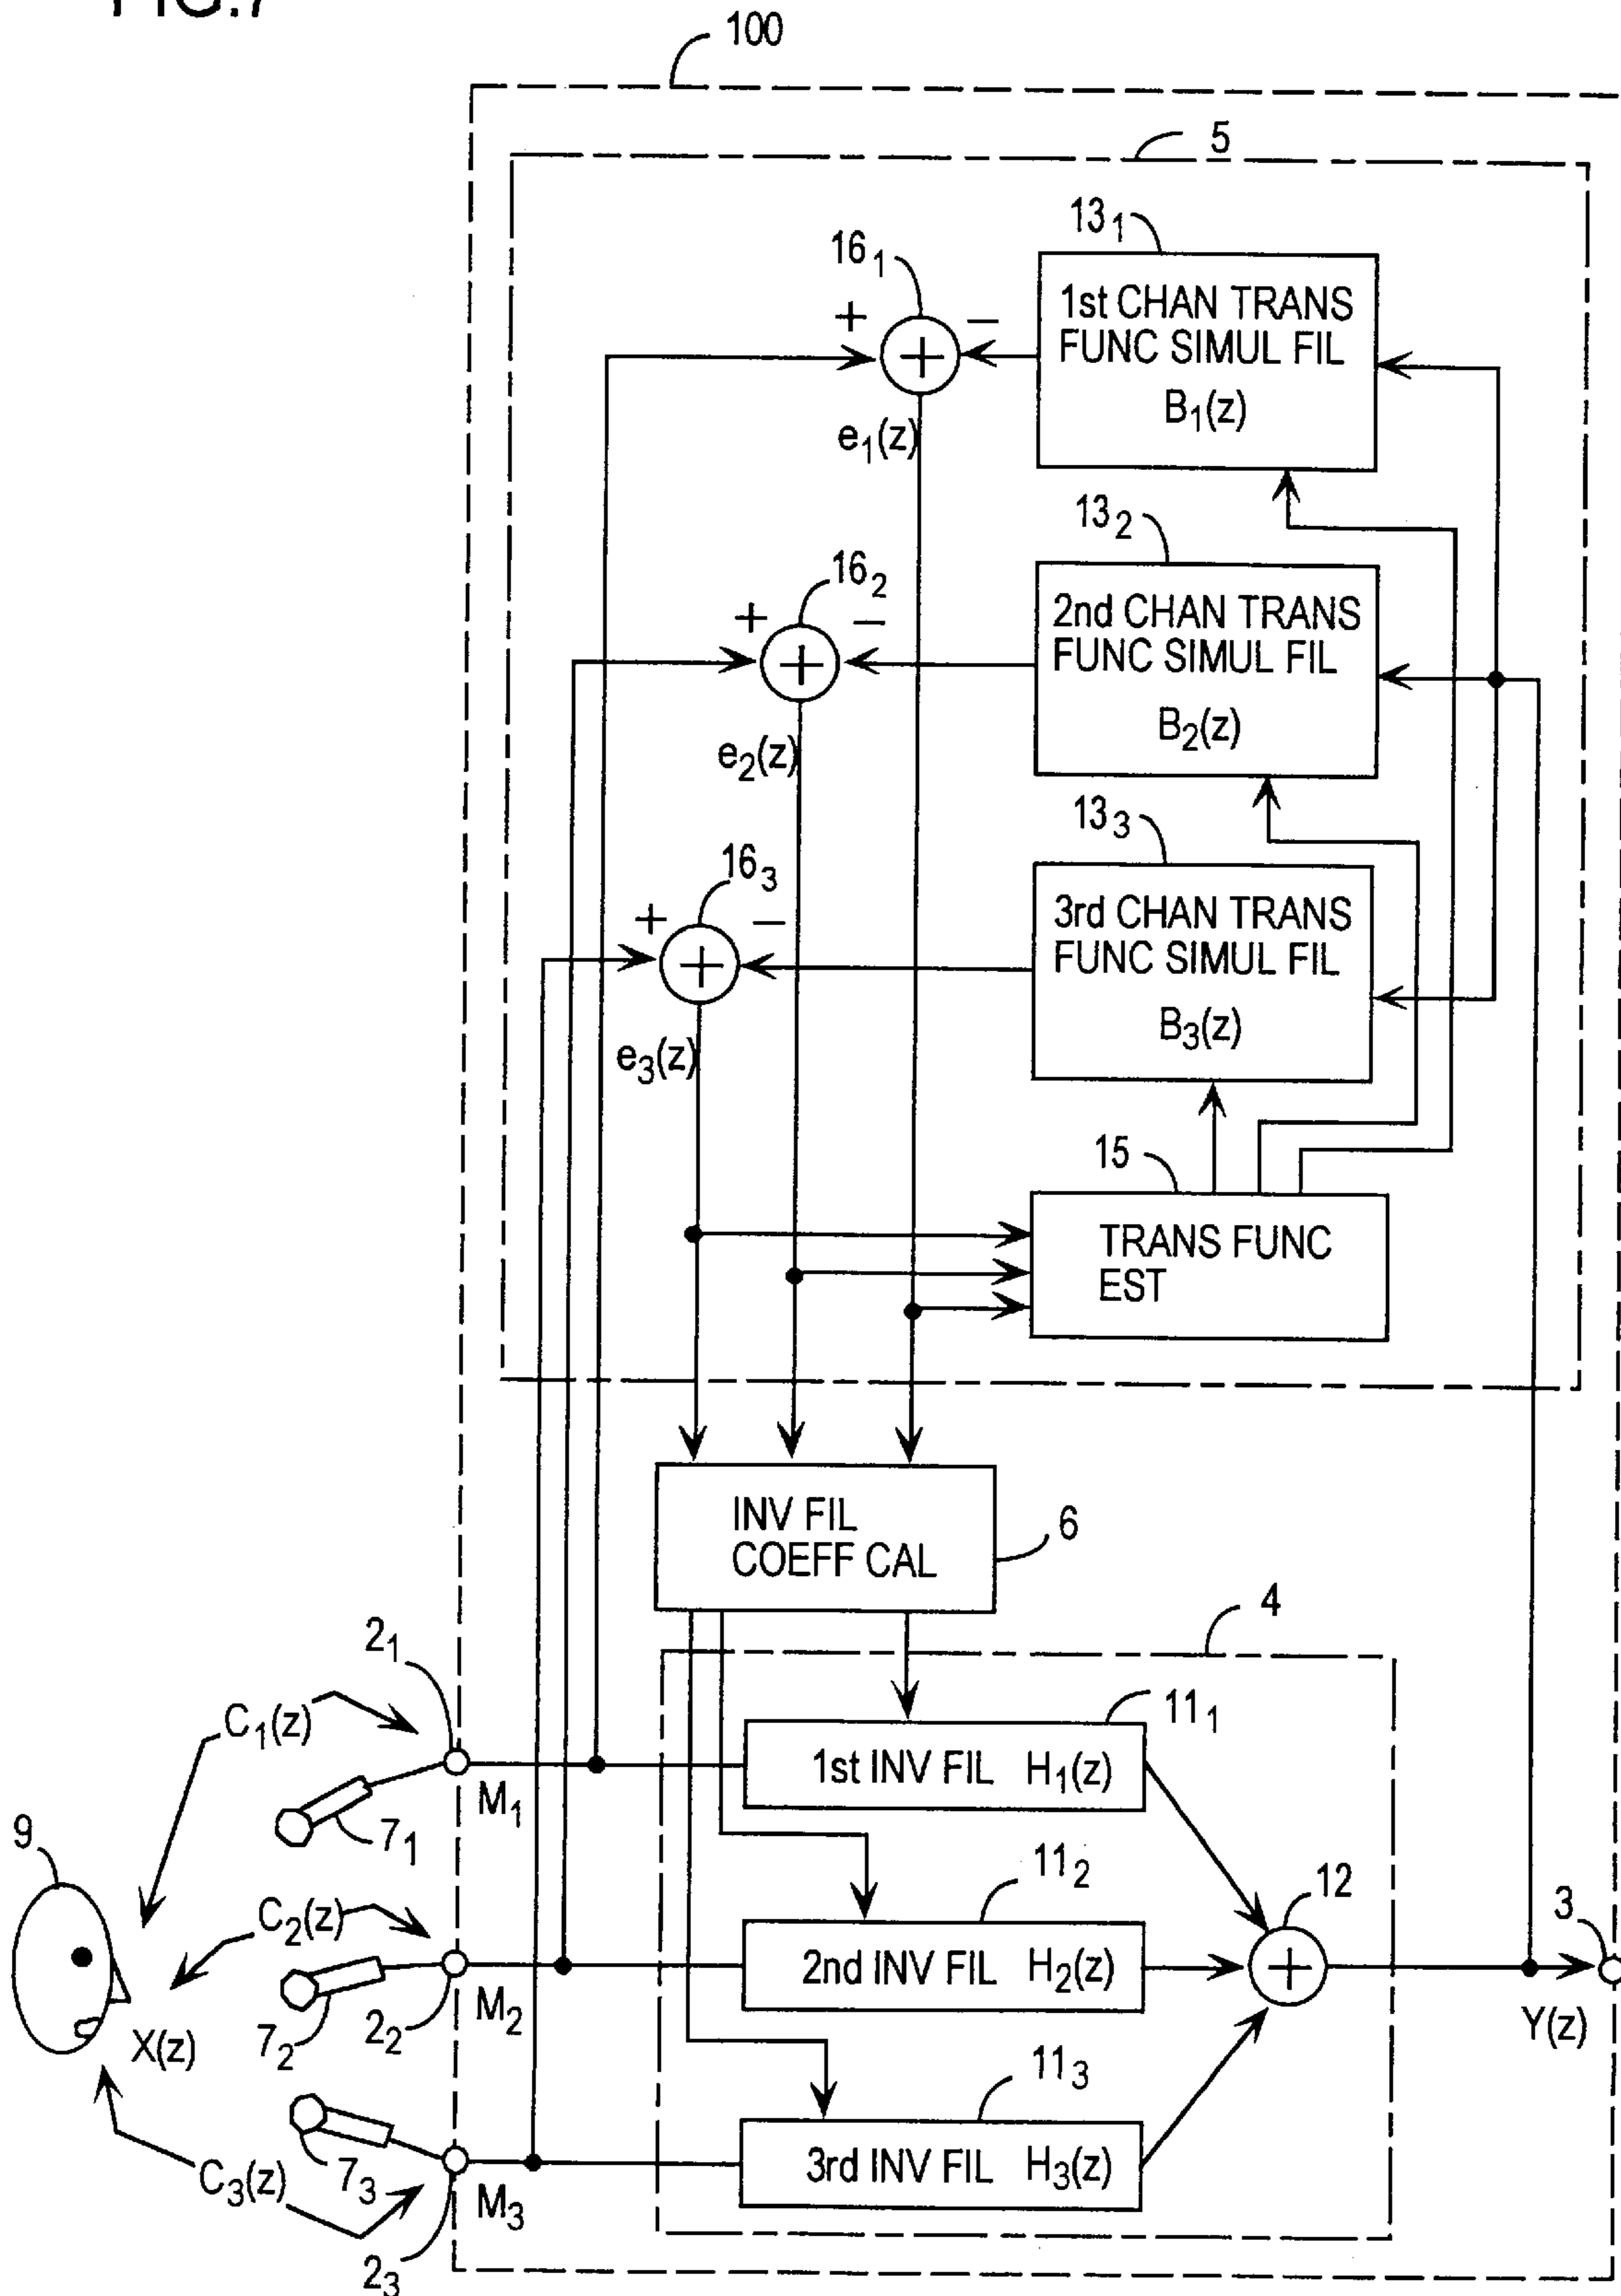 FIG.7
100
5
13₁
16₁
+
−
+
1st CHAN TRANS
FUNC SIMUL FIL
B₁(z)
e₁(z)
13₂
16₂
+
−
+
2nd CHAN TRANS
FUNC SIMUL FIL
B₂(z)
e₂(z)
13₃
16₃
+
−
+
3rd CHAN TRANS
FUNC SIMUL FIL
B₃(z)
e₃(z)
15
TRANS FUNC
EST
INV FIL
COEFF CAL
6
4
2₁
C₁(z)
11₁
1st INV FIL H₁(z)
M₁
7₁
9
11₂
12
3
C₂(z)
2nd INV FIL H₂(z)
+
M₂
7₂
2₂
X(z)
Y(z)
11₃
3rd INV FIL H₃(z)
C₃(z)
7₃
M₃
2₃